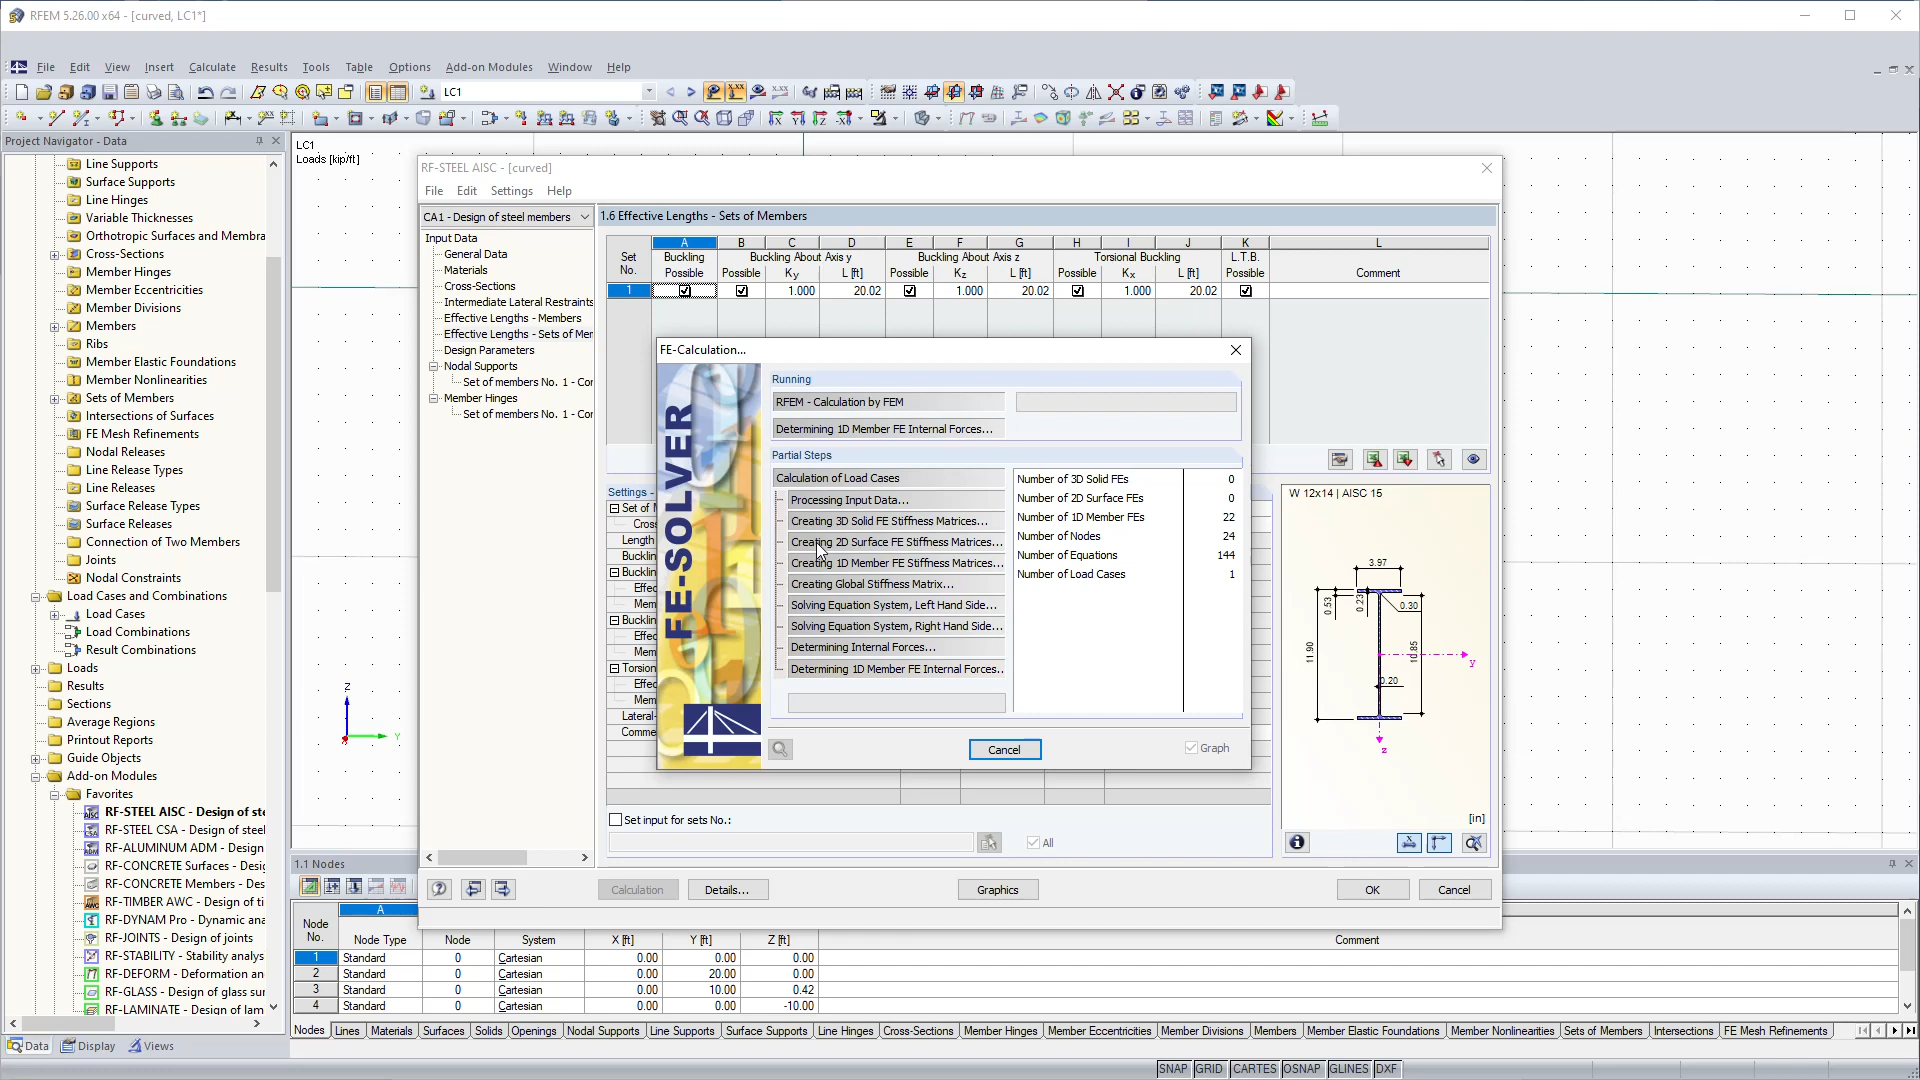 RFEM 5.26.00 x64 - [curved, LC1*]
File Edit View Insert Calculate Results Tools Table Options Add-on Modules Window Help
LC1
Project Navigator - Data
Line Supports
Surface Supports
Line Hinges
Variable Thicknesses
Orthotropic Surfaces and Membra
Cross-Sections
Member Hinges
Member Eccentricities
Member Divisions
Members
Ribs
Member Elastic Foundations
Member Nonlinearities
Sets of Members
Intersections of Surfaces
FE Mesh Refinements
Nodal Releases
Line Release Types
Line Releases
Surface Release Types
Surface Releases
Connection of Two Members
Joints
Nodal Constraints
Load Cases and Combinations
Load Cases
Load Combinations
Result Combinations
Loads
Results
Sections
Average Regions
Printout Reports
Guide Objects
Add-on Modules
Favorites
RF-STEEL AISC - Design of ste
RF-STEEL CSA - Design of steel
RF-ALUMINUM ADM - Design
RF-CONCRETE Surfaces - Desig
RF-CONCRETE Members - Des
RF-TIMBER AWC - Design of ti
RF-DYNAM Pro - Dynamic ana
RF-JOINTS - Design of joints
RF-STABILITY - Stability analys
RF-DEFORM - Deformation an
RF-GLASS - Design of glass sur
RF-LAMINATE - Design of lam
Data Display Views
LC1
Loads [kip/ft]
Z
Y
RF-STEEL AISC - [curved]
File Edit Settings Help
CA1 - Design of steel members
Input Data
General Data
Materials
Cross-Sections
Intermediate Lateral Restraints
Effective Lengths - Members
Effective Lengths - Sets of Mer
Design Parameters
Nodal Supports
Set of members No. 1 - Cor
Member Hinges
Set of members No. 1 - Cor
1.6 Effective Lengths - Sets of Members
A B C D E F G H I J K L
Set Buckling Buckling About Axis y Buckling About Axis z Torsional Buckling L.T.B.
No. Possible Possible Ky L [ft] Possible Kz L [ft] Possible Kx L [ft] Possible Comment
1 1.000 20.02 1.000 20.02 1.000 20.02
Settings -
Set of M
Cross
Length
Bucklin
Bucklin
Effec
Mem
Bucklin
Effec
Mem
Torsion
Effec
Mem
Lateral-
Comme
Set input for sets No.:
All
FE-Calculation...
FE-SOLVER
Running
RFEM - Calculation by FEM
Determining 1D Member FE Internal Forces...
Partial Steps
Calculation of Load Cases
Processing Input Data...
Creating 3D Solid FE Stiffness Matrices...
Creating 2D Surface FE Stiffness Matrices...
Creating 1D Member FE Stiffness Matrices...
Creating Global Stiffness Matrix...
Solving Equation System, Left Hand Side...
Solving Equation System, Right Hand Side...
Determining Internal Forces...
Determining 1D Member FE Internal Forces..
Number of 3D Solid FEs 0
Number of 2D Surface FEs 0
Number of 1D Member FEs 22
Number of Nodes 24
Number of Equations 144
Number of Load Cases 1
Cancel
Graph
W 12x14 | AISC 15
3.97
0.53
0.23
0.30
11.90
10.85
0.20
y
z
[in]
Calculation Details... Graphics OK Cancel
1.1 Nodes
A
Node
No. Node Type Node System X [ft] Y [ft] Z [ft] Comment
1 Standard 0 Cartesian 0.00 0.00 0.00
2 Standard 0 Cartesian 0.00 20.00 0.00
3 Standard 0 Cartesian 0.00 10.00 0.42
4 Standard 0 Cartesian 0.00 0.00 -10.00
Nodes Lines Materials Surfaces Solids Openings Nodal Supports Line Supports Surface Supports Line Hinges Cross-Sections Member Hinges Member Eccentricities Member Divisions Members Member Elastic Foundations Member Nonlinearities Sets of Members Intersections FE Mesh Refinements
SNAP GRID CARTES OSNAP GLINES DXF